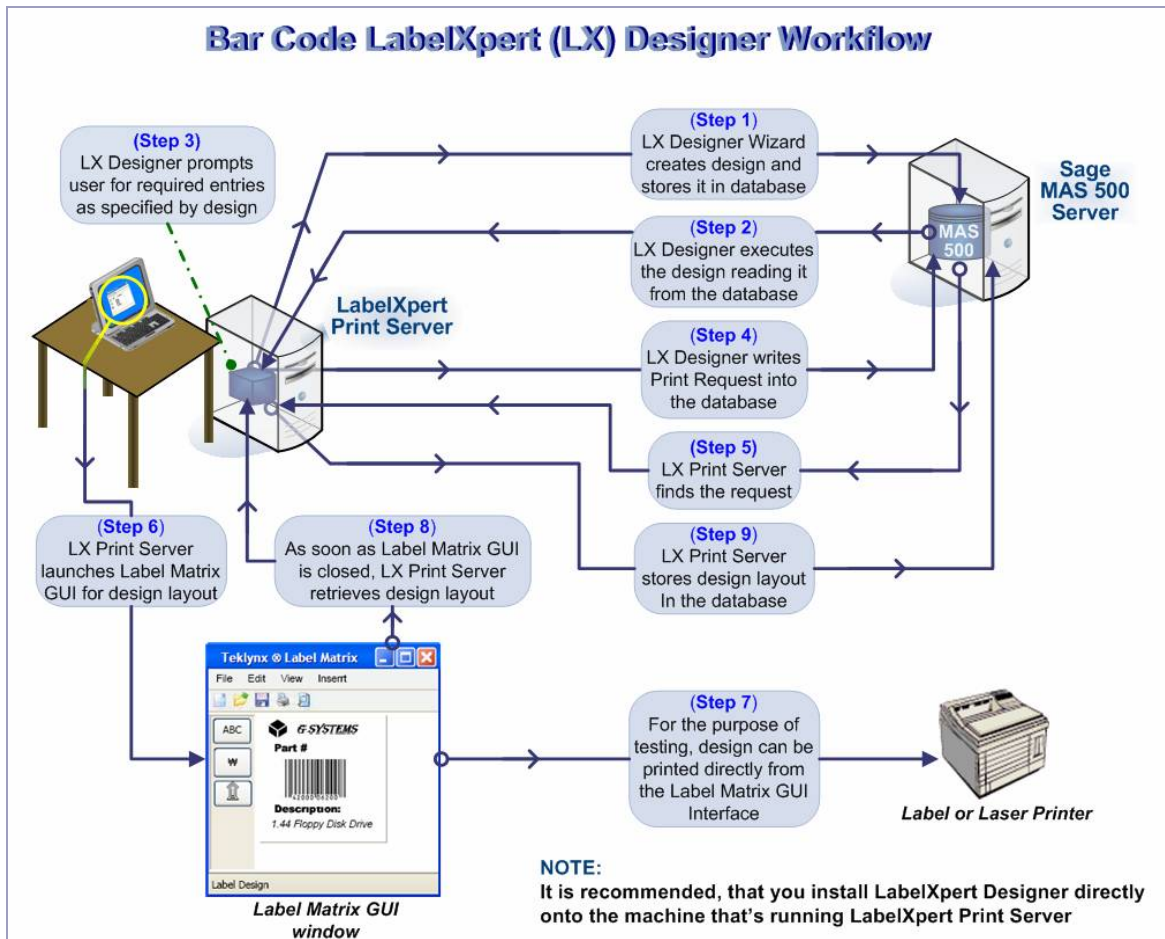 Bar Code LabelXpert (LX) Designer Workflow
(Step 3)
LX Designer prompts
user for required entries
as specified by design
(Step 1)
LX Designer Wizard
creates design and
stores it in database
Sage
MAS 500
Server
MAS
500
(Step 2)
LX Designer executes
the design reading it
from the database
LabelXpert
Print Server
(Step 4)
LX Designer writes
Print Request into
the database
(Step 5)
LX Print Server
finds the request
(Step 6)
LX Print Server
launches Label Matrix
GUI for design layout
(Step 8)
As soon as Label Matrix GUI
is closed, LX Print Server
retrieves design layout
(Step 9)
LX Print Server
stores design layout
In the database
Teklynx ® Label Matrix
File Edit View Insert
ABC
G-SYSTEMS
Part #
42000 06200
Description:
1.44 Floppy Disk Drive
Label Design
Label Matrix GUI
window
(Step 7)
For the purpose of
testing, design can be
printed directly from
the Label Matrix GUI
Interface
Label or Laser Printer
NOTE:
It is recommended, that you install LabelXpert Designer directly
onto the machine that's running LabelXpert Print Server